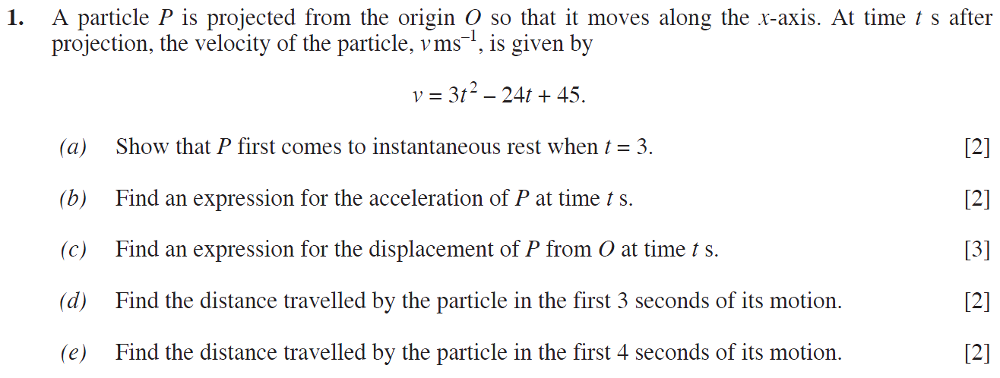 1. A particle P is projected from the origin O so that it moves along the x-axis. At time t s after
projection, the velocity of the particle, v ms⁻¹, is given by
v = 3t² – 24t + 45.
(a) Show that P first comes to instantaneous rest when t = 3. [2]
(b) Find an expression for the acceleration of P at time t s. [2]
(c) Find an expression for the displacement of P from O at time t s. [3]
(d) Find the distance travelled by the particle in the first 3 seconds of its motion. [2]
(e) Find the distance travelled by the particle in the first 4 seconds of its motion. [2]